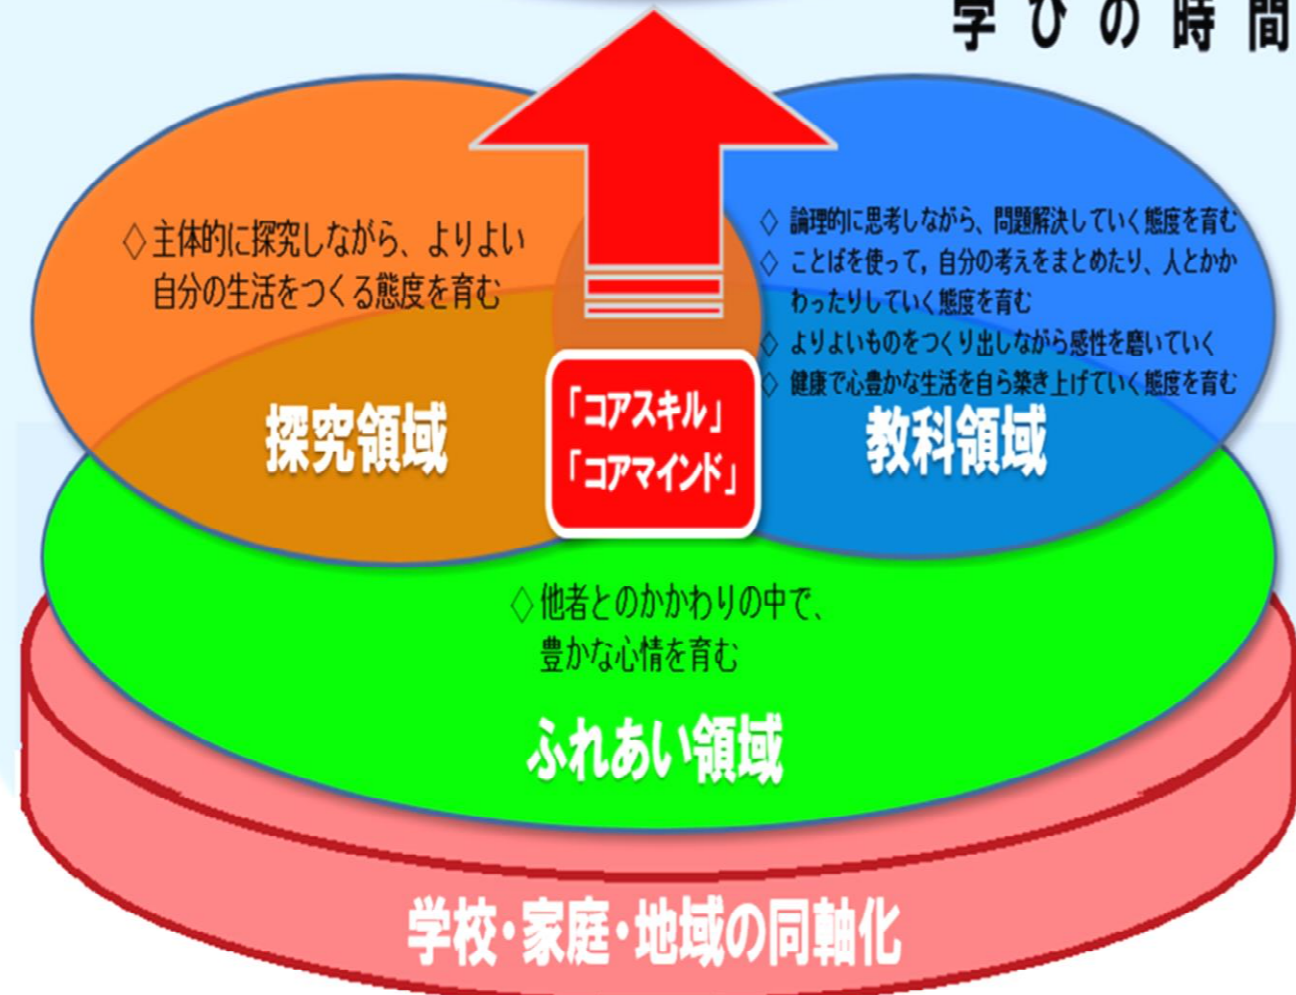 学びの時間
◇主体的に探究しながら、よりよい
自分の生活をつくる態度を育む
◇ 論理的に思考しながら、問題解決していく態度を育む
◇ ことばを使って，自分の考えをまとめたり、人とかか
わったりしていく態度を育む
◇ よりよいものをつくり出しながら感性を磨いていく
◇ 健康で心豊かな生活を自ら築き上げていく態度を育む
探究領域
「コアスキル」
「コアマインド」
教科領域
◇他者とのかかわりの中で、
豊かな心情を育む
ふれあい領域
学校・家庭・地域の同軸化